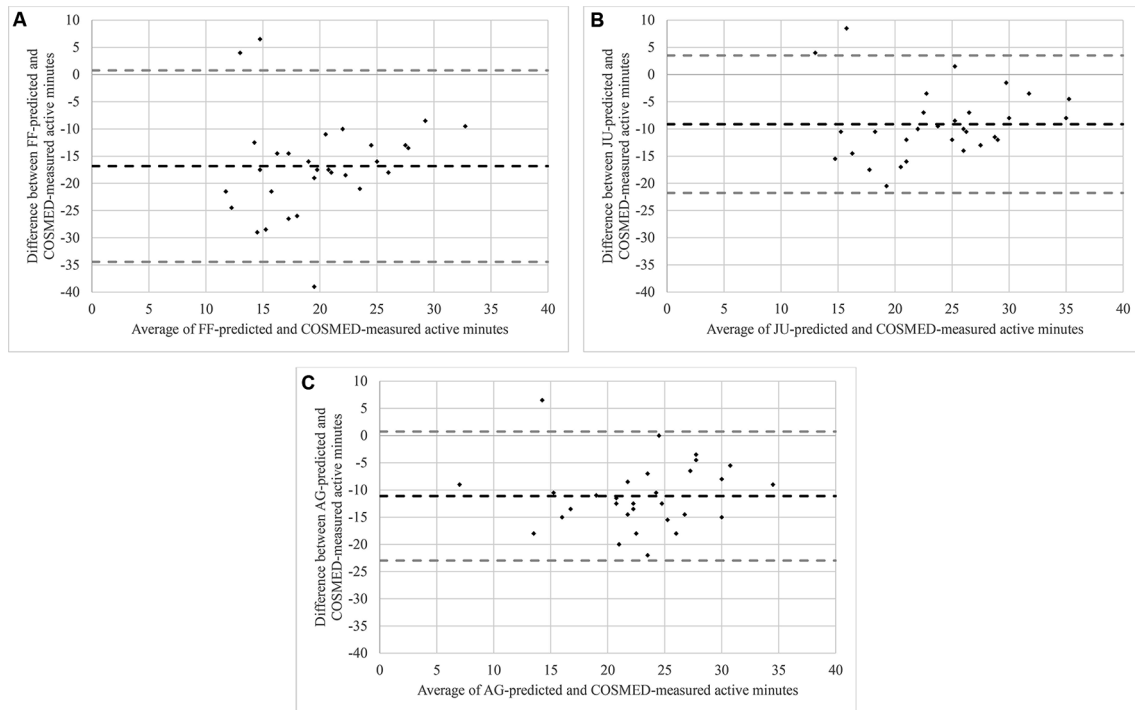 A
Difference between FF-predicted and
COSMED-measured active minutes
10
5
0
-5
-10
-15
-20
-25
-30
-35
-40
0 5 10 15 20 25 30 35 40
Average of FF-predicted and COSMED-measured active minutes
B
Difference between JU-predicted and
COSMED-measured active minutes
10
5
0
-5
-10
-15
-20
-25
-30
-35
-40
0 5 10 15 20 25 30 35 40
Average of JU-predicted and COSMED-measured active minutes
C
Difference between AG-predicted and
COSMED-measured active minutes
10
5
0
-5
-10
-15
-20
-25
-30
-35
-40
0 5 10 15 20 25 30 35 40
Average of AG-predicted and COSMED-measured active minutes